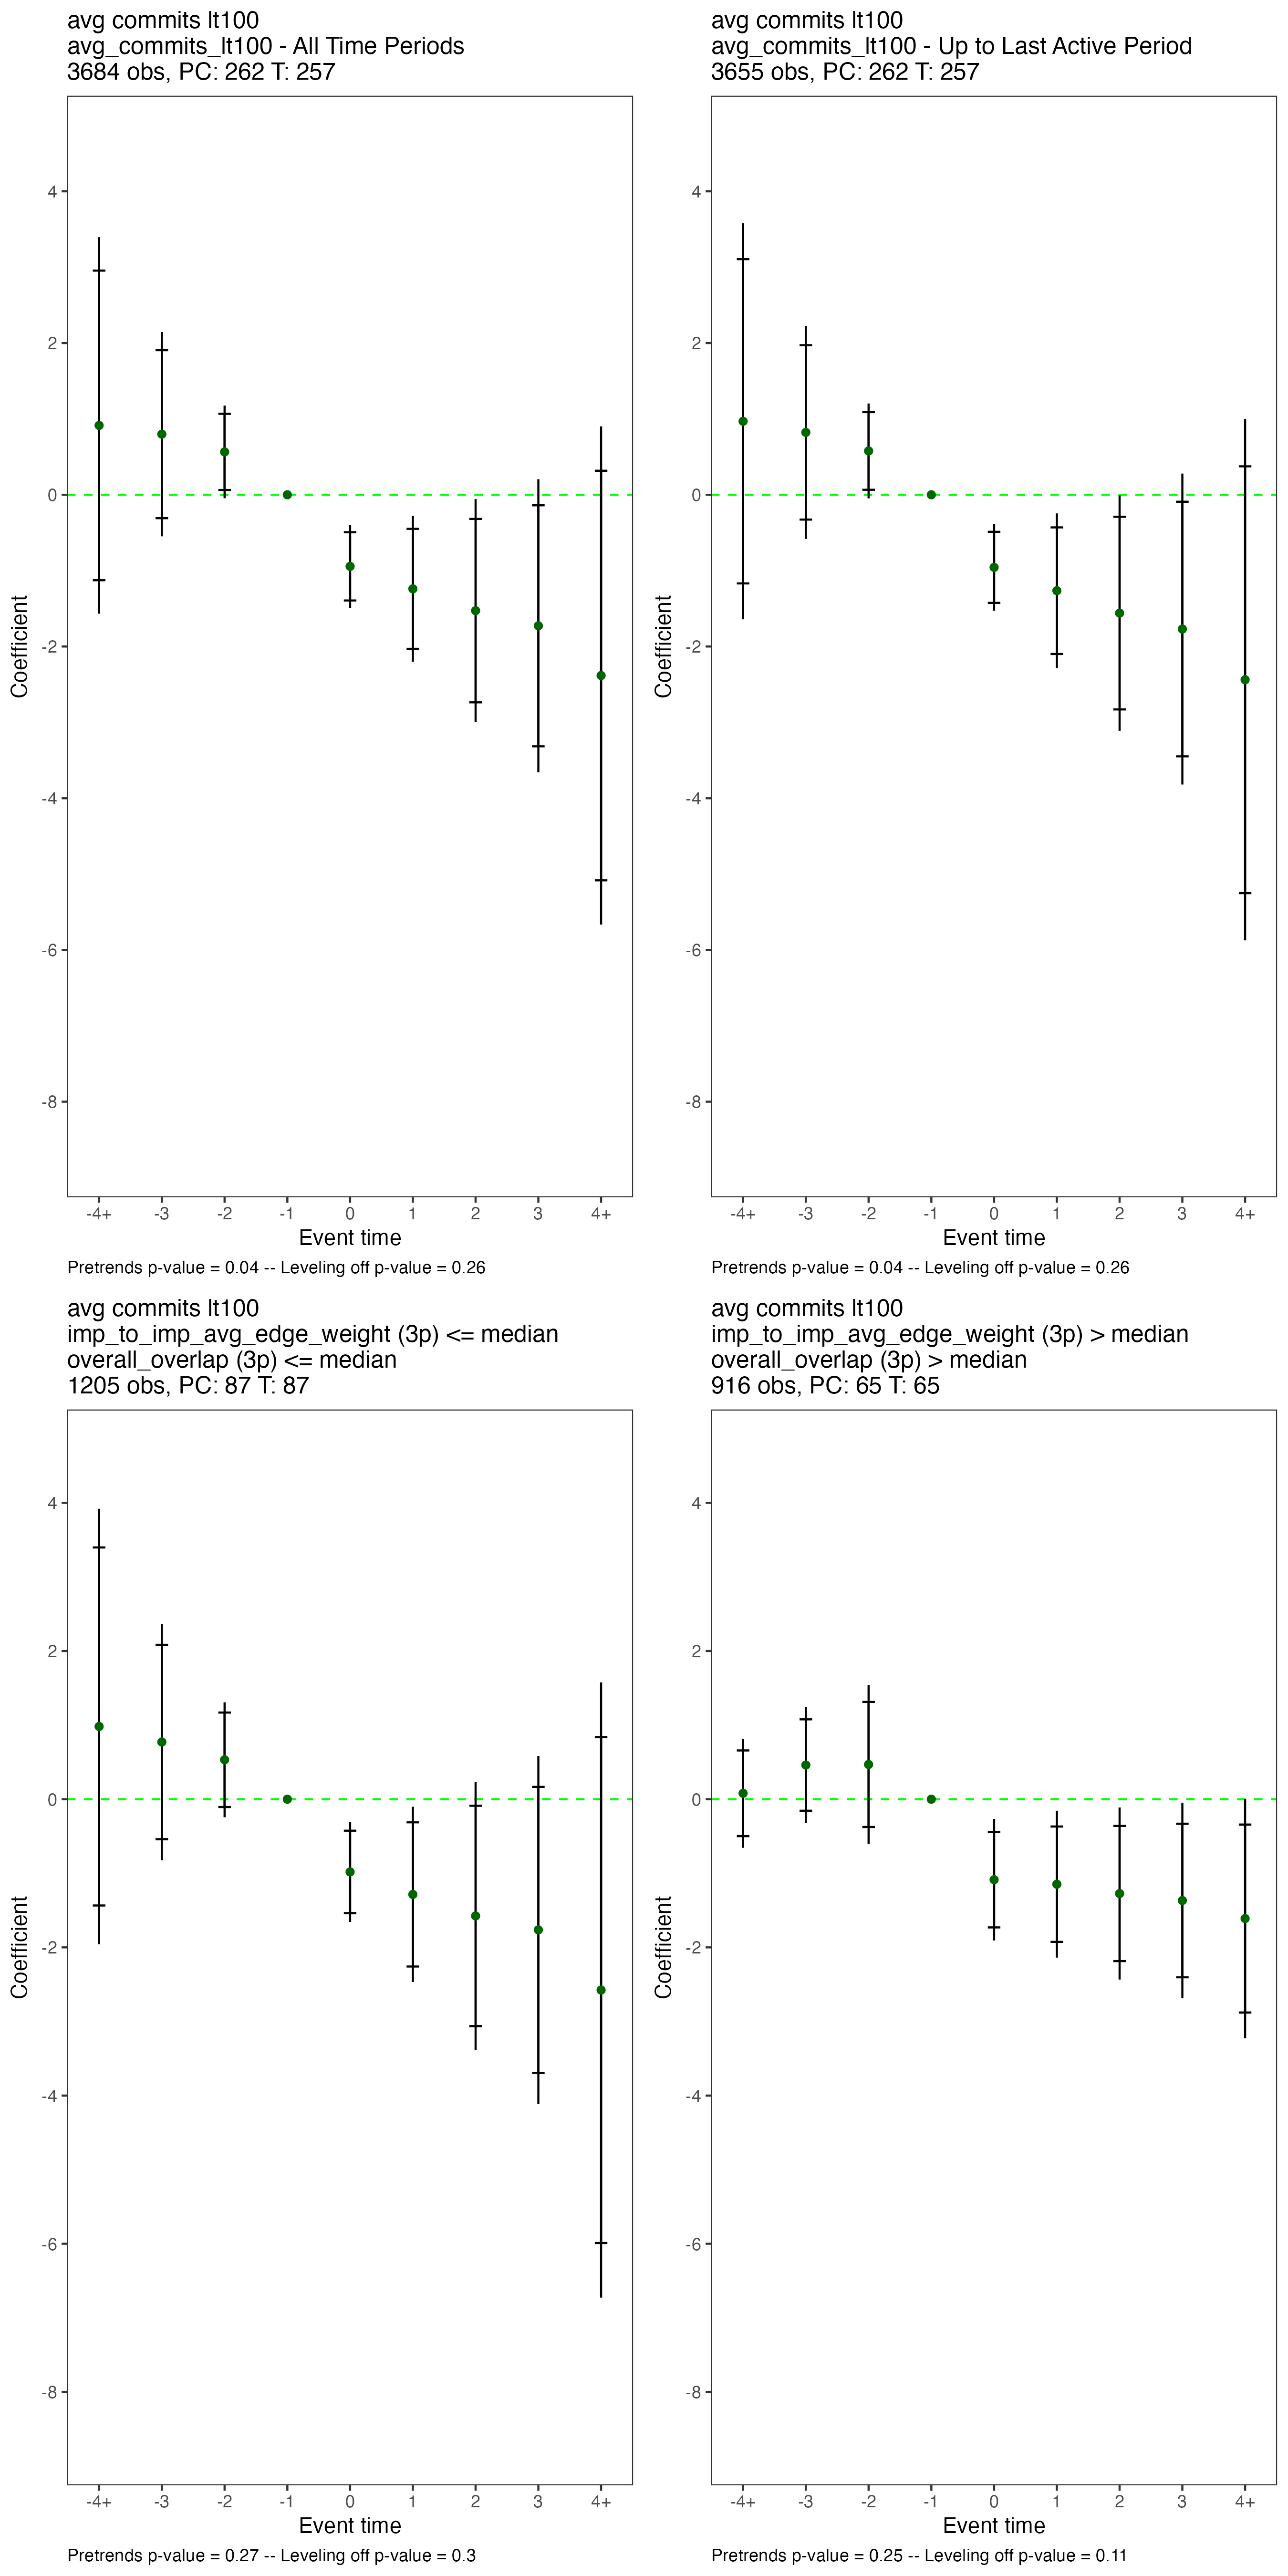 avg commits lt100
avg_commits_lt100 - All Time Periods
3684 obs, PC: 262 T: 257
4
2
0
-2
-4
-6
-8
Coefficient
-4+ -3 -2 -1 0 1 2 3 4+
Event time
Pretrends p-value = 0.04 -- Leveling off p-value = 0.26
avg commits lt100
avg_commits_lt100 - Up to Last Active Period
3655 obs, PC: 262 T: 257
4
2
0
-2
-4
-6
-8
Coefficient
-4+ -3 -2 -1 0 1 2 3 4+
Event time
Pretrends p-value = 0.04 -- Leveling off p-value = 0.26
avg commits lt100
imp_to_imp_avg_edge_weight (3p) <= median
overall_overlap (3p) <= median
1205 obs, PC: 87 T: 87
4
2
0
-2
-4
-6
-8
Coefficient
-4+ -3 -2 -1 0 1 2 3 4+
Event time
Pretrends p-value = 0.27 -- Leveling off p-value = 0.3
avg commits lt100
imp_to_imp_avg_edge_weight (3p) > median
overall_overlap (3p) > median
916 obs, PC: 65 T: 65
4
2
0
-2
-4
-6
-8
Coefficient
-4+ -3 -2 -1 0 1 2 3 4+
Event time
Pretrends p-value = 0.25 -- Leveling off p-value = 0.11